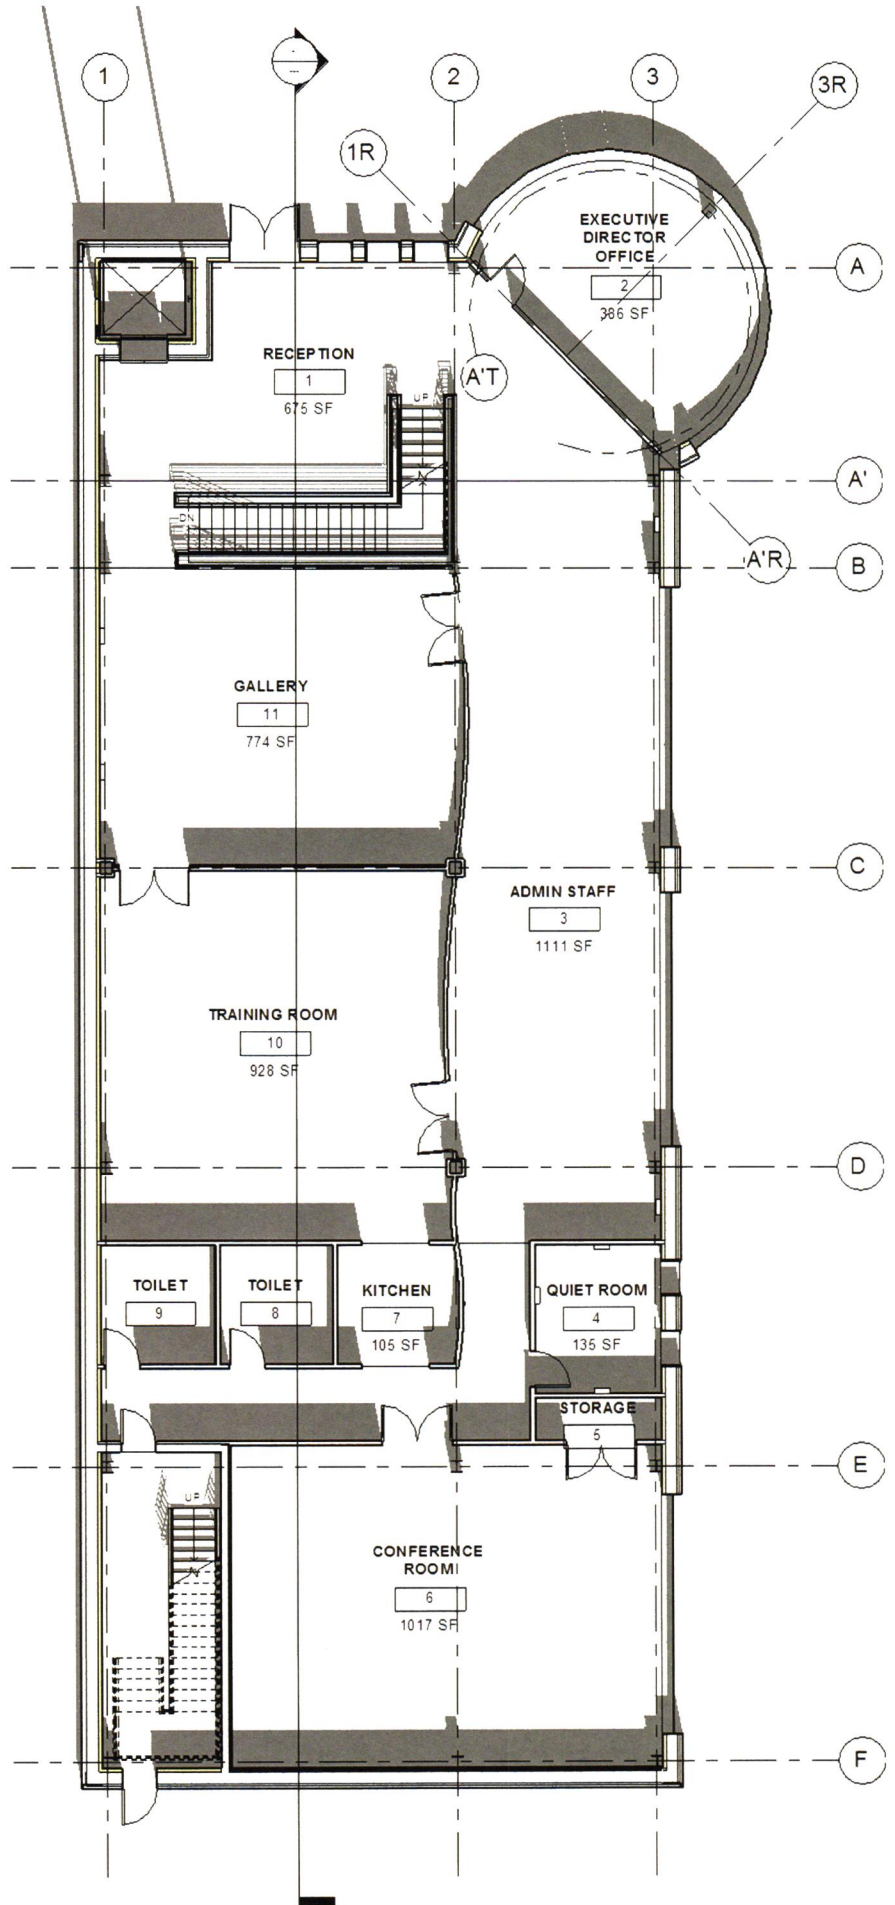 1
2
3
3R
1R
EXECUTIVE
DIRECTOR
OFFICE
2
386 SF
A
RECEPTION
1
675 SF
A'T
UP
A'
DN
A'R
B
GALLERY
11
774 SF
C
ADMIN STAFF
3
1111 SF
TRAINING ROOM
10
928 SF
D
TOILET
9
TOILET
8
KITCHEN
7
105 SF
QUIET ROOM
4
135 SF
STORAGE
5
E
UP
CONFERENCE
ROOM
6
1017 SF
F